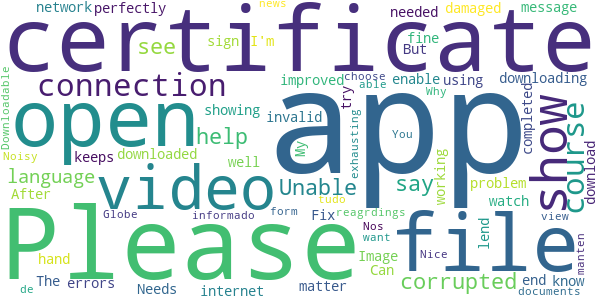 network perfectly needed damaged message
news
certificate
see sign I'm But fine
connection improved choose able enable using downloading
Downloadable
open showing invalid try Why show completed course download
app
help My exhausting You
Noisy keeps downloaded well working problem
language video Unable say watch
After Globe informado form tudo reagrdings want Nos lend view
Please Fix file
hand Image Nice manten
The errors Can corrupted end know
de Needs internet matter documents